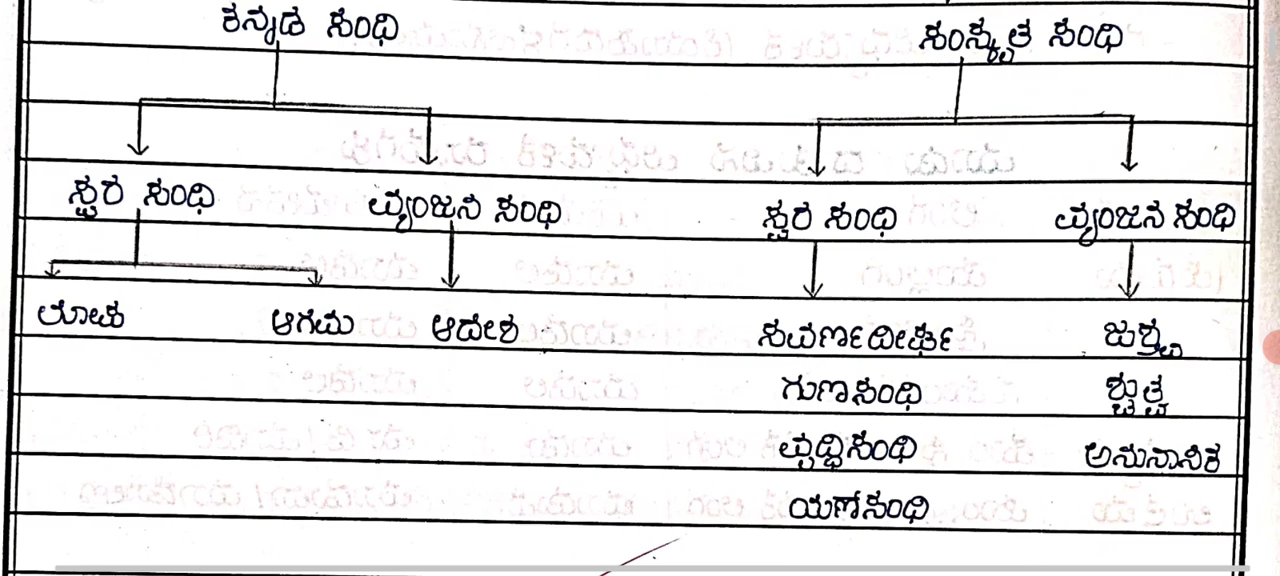 ಕನ್ನಡ ಸಂಧಿ ಸಂಸ್ಕೃತ ಸಂಧಿ
ಸ್ವರ ಸಂಧಿ ವ್ಯಂಜನ ಸಂಧಿ ಸ್ವರ ಸಂಧಿ ವ್ಯಂಜನ ಸಂಧಿ
ಲೋಪ ಆಗಮ ಆದೇಶ ಸವರ್ಣದೀರ್ಘ ಜಶ್ತ್ವ
ಗುಣಸಂಧಿ ಶ್ಚುತ್ವ
ವೃದ್ಧಿಸಂಧಿ ಅನುನಾಸಿಕ
ಯಣ್‌ಸಂಧಿ